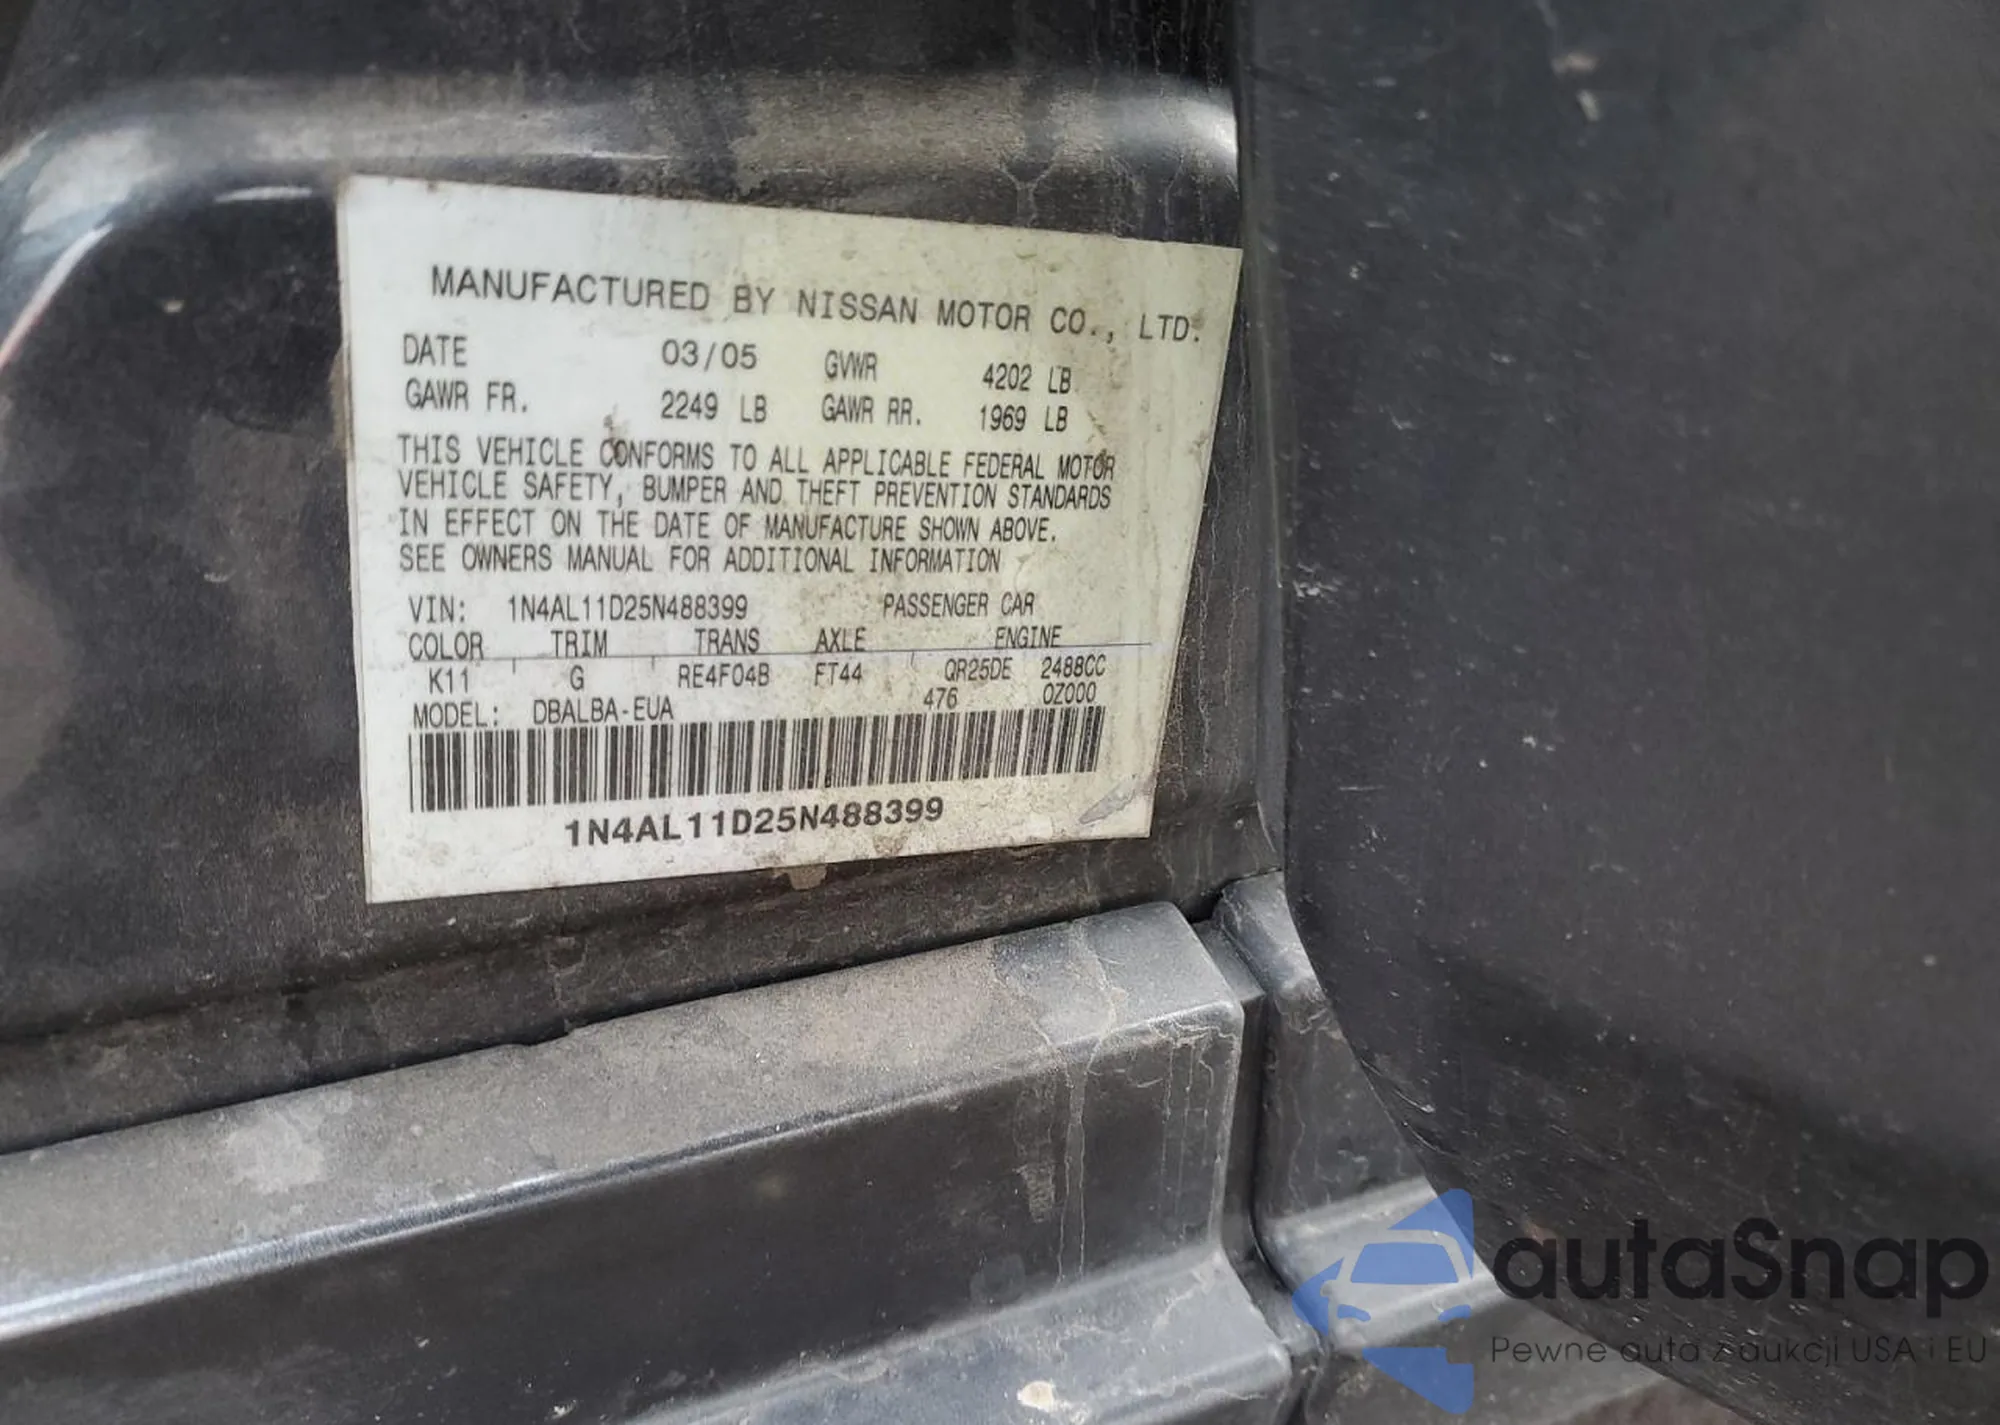 MANUFACTURED BY NISSAN MOTOR CO., LTD.
DATE 03/05 GVWR 4202 LB
GAWR FR. 2249 LB GAWR RR. 1969 LB
THIS VEHICLE CONFORMS TO ALL APPLICABLE FEDERAL MOTOR
VEHICLE SAFETY, BUMPER AND THEFT PREVENTION STANDARDS
IN EFFECT ON THE DATE OF MANUFACTURE SHOWN ABOVE.
SEE OWNERS MANUAL FOR ADDITIONAL INFORMATION
VIN: 1N4AL11D25N488399 PASSENGER CAR
COLOR TRIM TRANS AXLE ENGINE
K11 G RE4F04B FT44 QR25DE 2488CC
MODEL: DBALBA-EUA 476 0Z000
1N4AL11D25N488399
autaSnap
Pewne auta z aukcji USA i EU